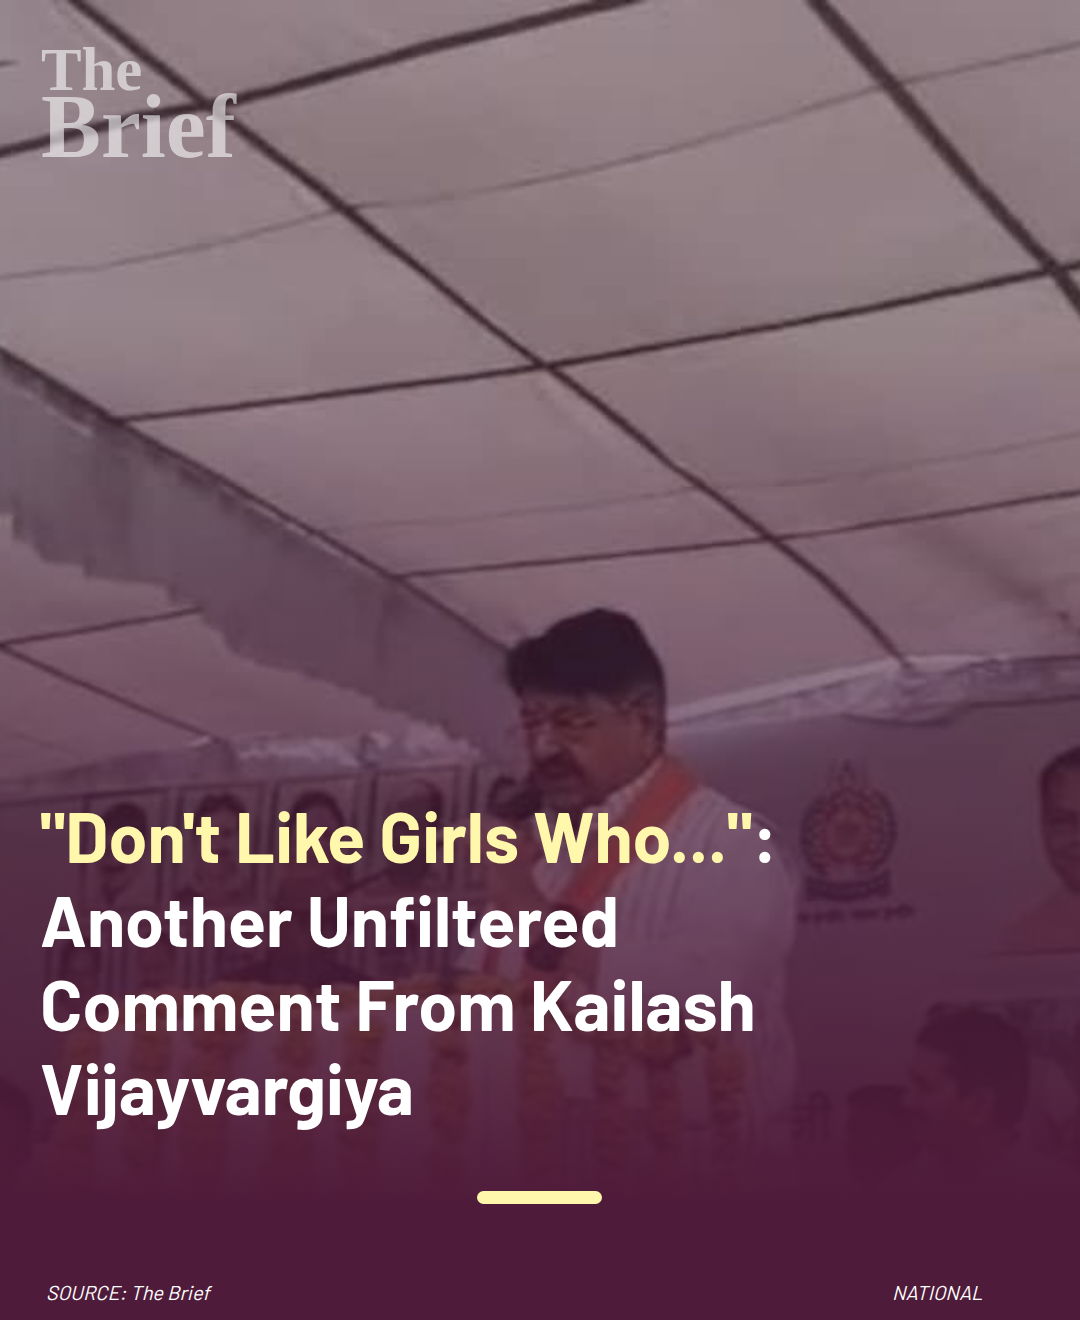 The
Brief
"Don't Like Girls Who...":
Another Unfiltered
Comment From Kailash
Vijayvargiya
SOURCE: The Brief
NATIONAL